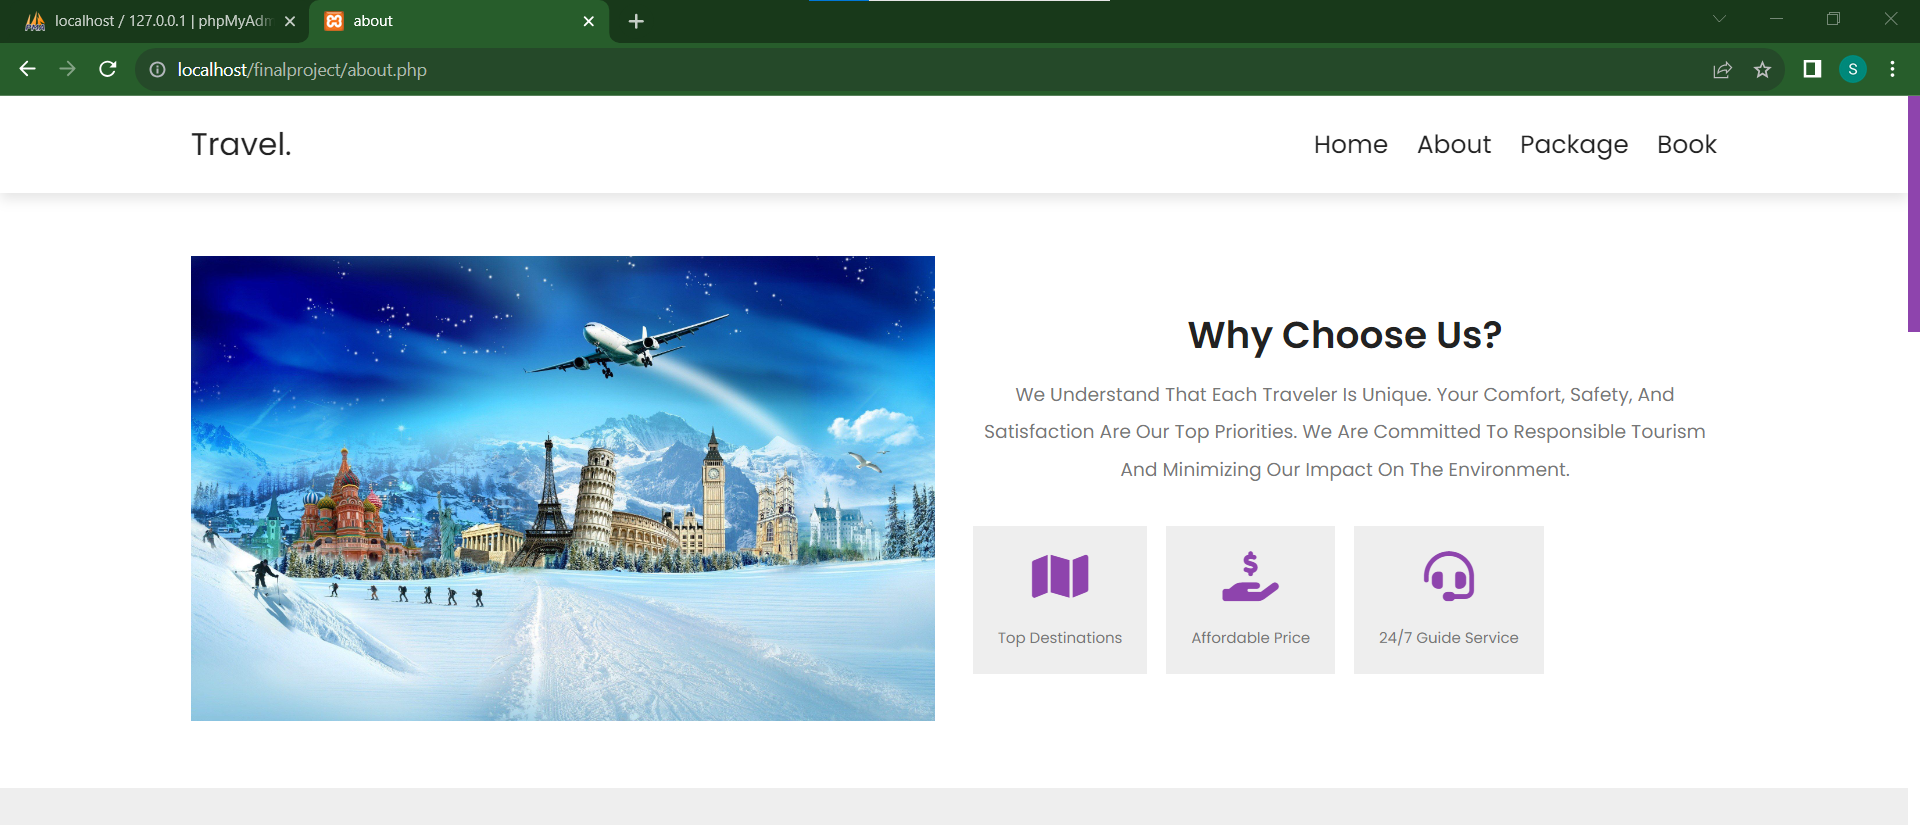 localhost / 127.0.0.1 | phpMyAdm
about
localhost/finalproject/about.php
S
Travel.
Home About Package Book
Why Choose Us?
We Understand That Each Traveler Is Unique. Your Comfort, Safety, And
Satisfaction Are Our Top Priorities. We Are Committed To Responsible Tourism
And Minimizing Our Impact On The Environment.
Top Destinations
Affordable Price
24/7 Guide Service